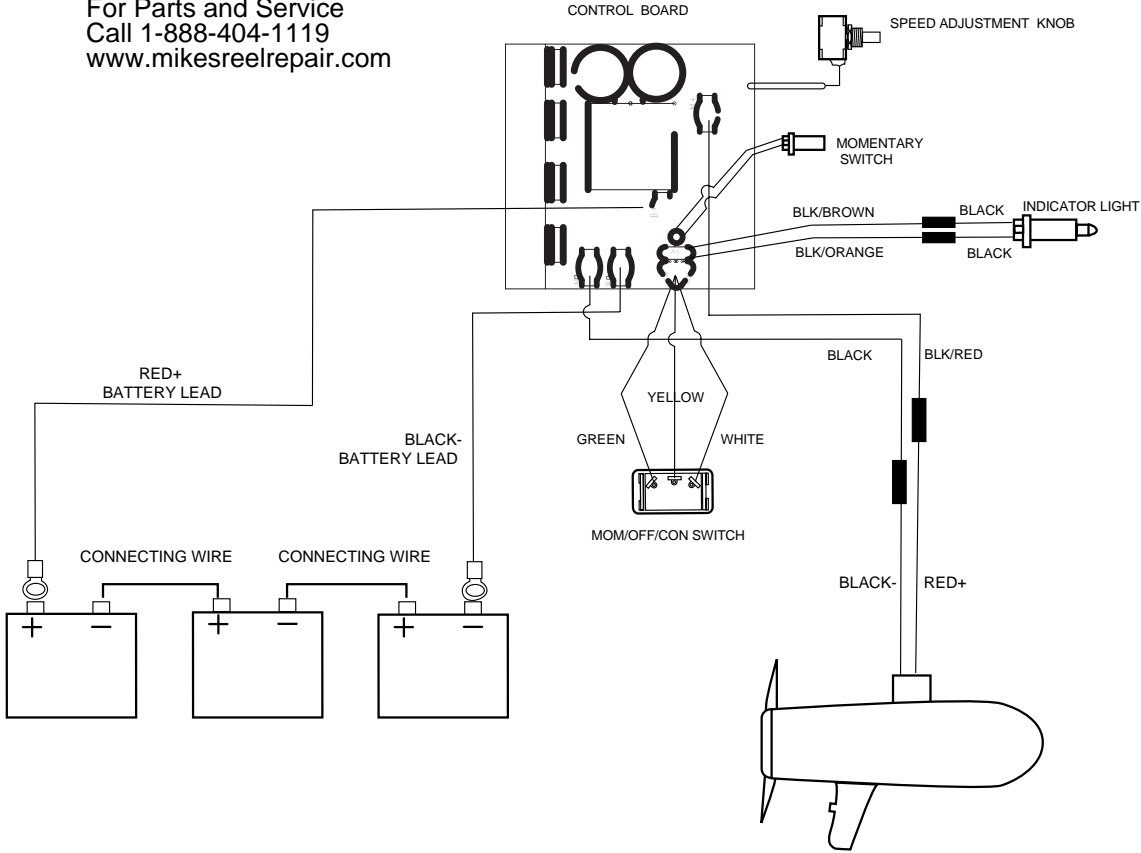 For Parts and Service
Call 1-888-404-1119
www.mikesreelrepair.com
CONTROL BOARD
SPEED ADJUSTMENT KNOB
MOMENTARY
SWITCH
BLK/BROWN
BLACK
INDICATOR LIGHT
BLK/ORANGE
BLACK
BLACK
BLK/RED
RED+
BATTERY LEAD
YELLOW
GREEN
WHITE
BLACK-
BATTERY LEAD
MOM/OFF/CON SWITCH
CONNECTING WIRE
CONNECTING WIRE
BLACK-
RED+
+
−
+
−
+
−